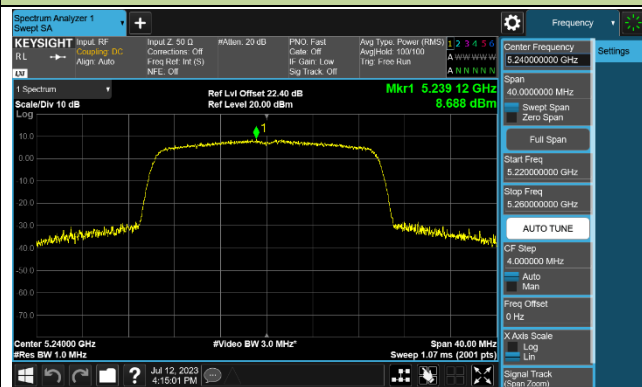 Spectrum Analyzer 1
Swept SA
Frequency
KEYSIGHT Input: RF Input Z: 50 Ω #Atten: 20 dB PNO: Fast Avg Type: Power (RMS) 1 2 3 4 5 6
RL Coupling: DC Corrections: Off Gate: Off Avg|Hold: 100/100 A W W W W W
Align: Auto Freq Ref: Int (S) IF Gain: Low Trig: Free Run
NFE: Off Sig Track: Off A N N N N N
LXI
Center Frequency
5.240000000 GHz
Settings
1 Spectrum
Scale/Div 10 dB
Log
Ref Lvl Offset 22.40 dB
Ref Level 20.00 dBm
Mkr1 5.239 12 GHz
8.688 dBm
Span
40.0000000 MHz
Swept Span
Zero Span
Full Span
Start Freq
5.220000000 GHz
Stop Freq
5.260000000 GHz
AUTO TUNE
CF Step
4.000000 MHz
Auto
Man
Freq Offset
0 Hz
X Axis Scale
Log
Lin
Signal Track
(Span Zoom)
1
10.0
0.00
-10.0
-20.0
-30.0
-40.0
-50.0
-60.0
-70.0
Center 5.24000 GHz #Video BW 3.0 MHz* Span 40.00 MHz
#Res BW 1.0 MHz Sweep 1.07 ms (2001 pts)
Jul 12, 2023
4:15:01 PM